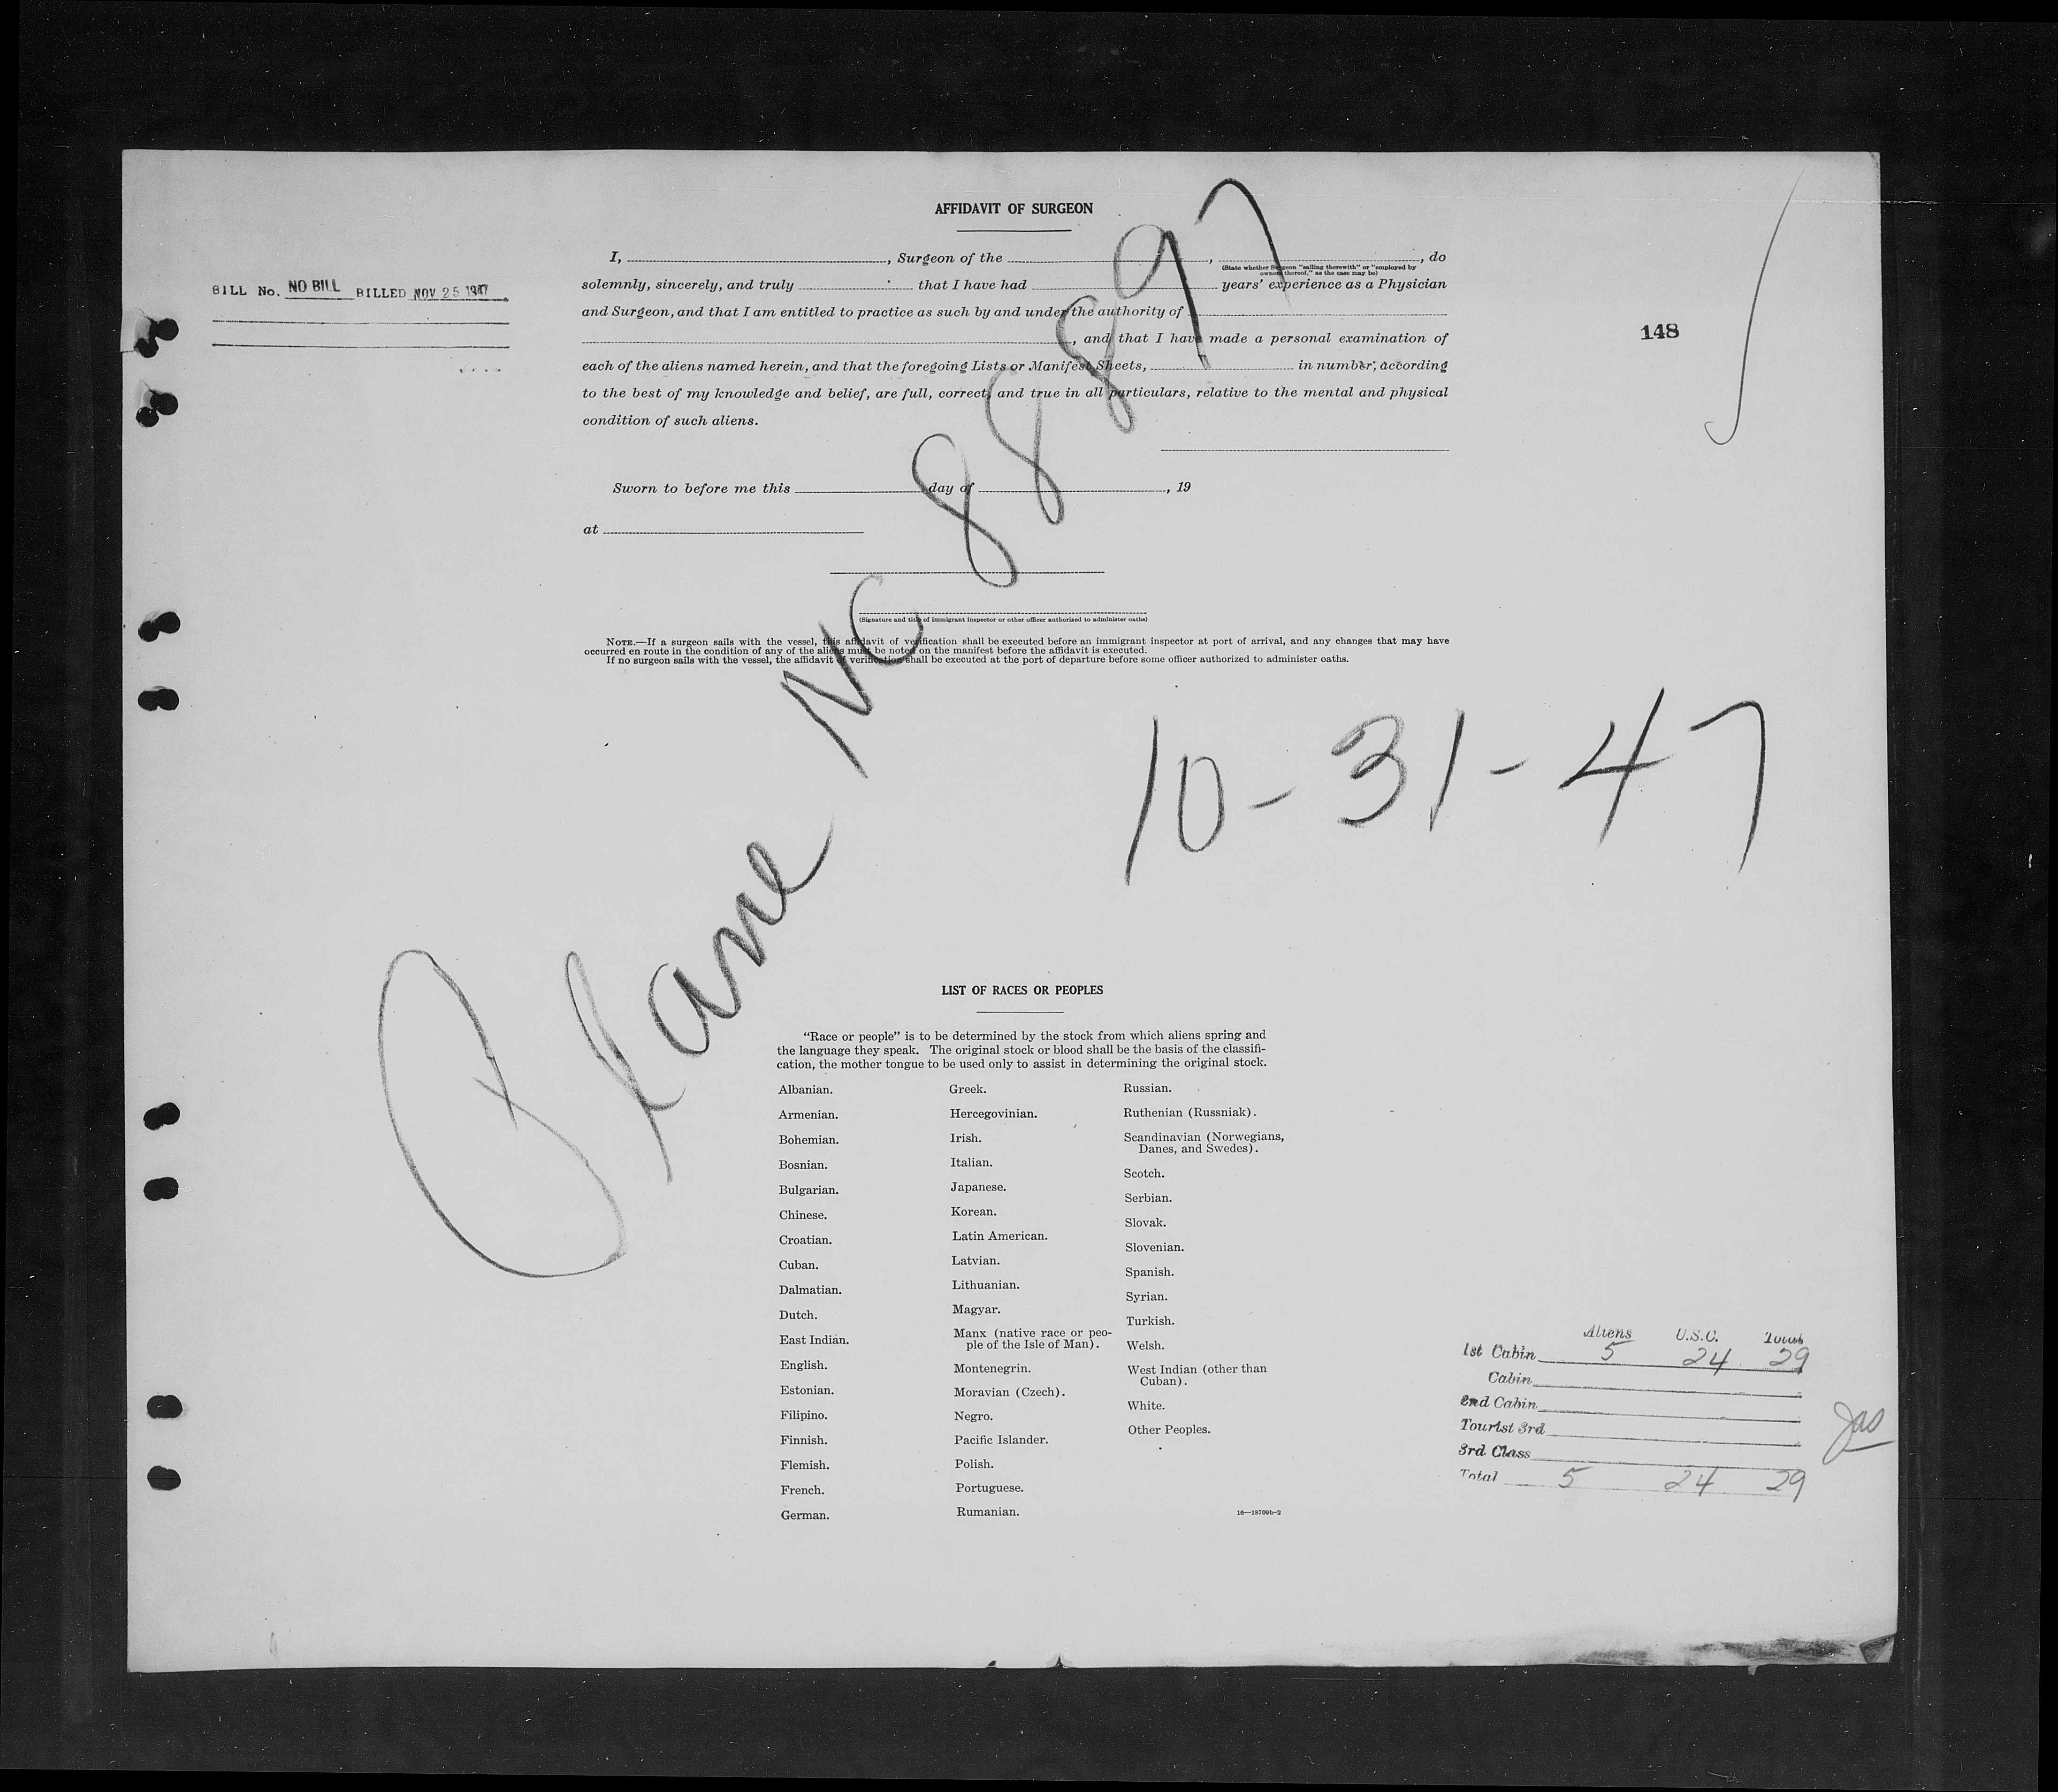 AFFIDAVIT OF SURGEON
I, , Surgeon of the , , do
(State whether Surgeon "sailing therewith" or "employed by
owners thereof," as the case may be)
solemnly, sincerely, and truly that I have had years' experience as a Physician
and Surgeon, and that I am entitled to practice as such by and under the authority of
, and that I have made a personal examination of
each of the aliens named herein, and that the foregoing Lists or Manifest Sheets, in number, according
to the best of my knowledge and belief, are full, correct, and true in all particulars, relative to the mental and physical
condition of such aliens.
Sworn to before me this day of , 19
at
(Signature and title of immigrant inspector or other officer authorized to administer oaths)
NOTE.—If a surgeon sails with the vessel, this affidavit of verification shall be executed before an immigrant inspector at port of arrival, and any changes that may have
occurred en route in the condition of any of the aliens must be noted on the manifest before the affidavit is executed.
If no surgeon sails with the vessel, the affidavit of verification shall be executed at the port of departure before some officer authorized to administer oaths.
BILL No. NO BILL BILLED NOV 25 1947
148
Plane NC 88897
10-31-47
LIST OF RACES OR PEOPLES
"Race or people" is to be determined by the stock from which aliens spring and
the language they speak. The original stock or blood shall be the basis of the classifi-
cation, the mother tongue to be used only to assist in determining the original stock.
Albanian.
Armenian.
Bohemian.
Bosnian.
Bulgarian.
Chinese.
Croatian.
Cuban.
Dalmatian.
Dutch.
East Indian.
English.
Estonian.
Filipino.
Finnish.
Flemish.
French.
German.
Greek.
Hercegovinian.
Irish.
Italian.
Japanese.
Korean.
Latin American.
Latvian.
Lithuanian.
Magyar.
Manx (native race or peo-
ple of the Isle of Man).
Montenegrin.
Moravian (Czech).
Negro.
Pacific Islander.
Polish.
Portuguese.
Rumanian.
Russian.
Ruthenian (Russniak).
Scandinavian (Norwegians,
Danes, and Swedes).
Scotch.
Serbian.
Slovak.
Slovenian.
Spanish.
Syrian.
Turkish.
Welsh.
West Indian (other than
Cuban).
White.
Other Peoples.
16—18709b-2
Aliens U.S.C. Total
1st Cabin 5 24 29
Cabin
2nd Cabin
Tourist 3rd
3rd Class
Total 5 24 29